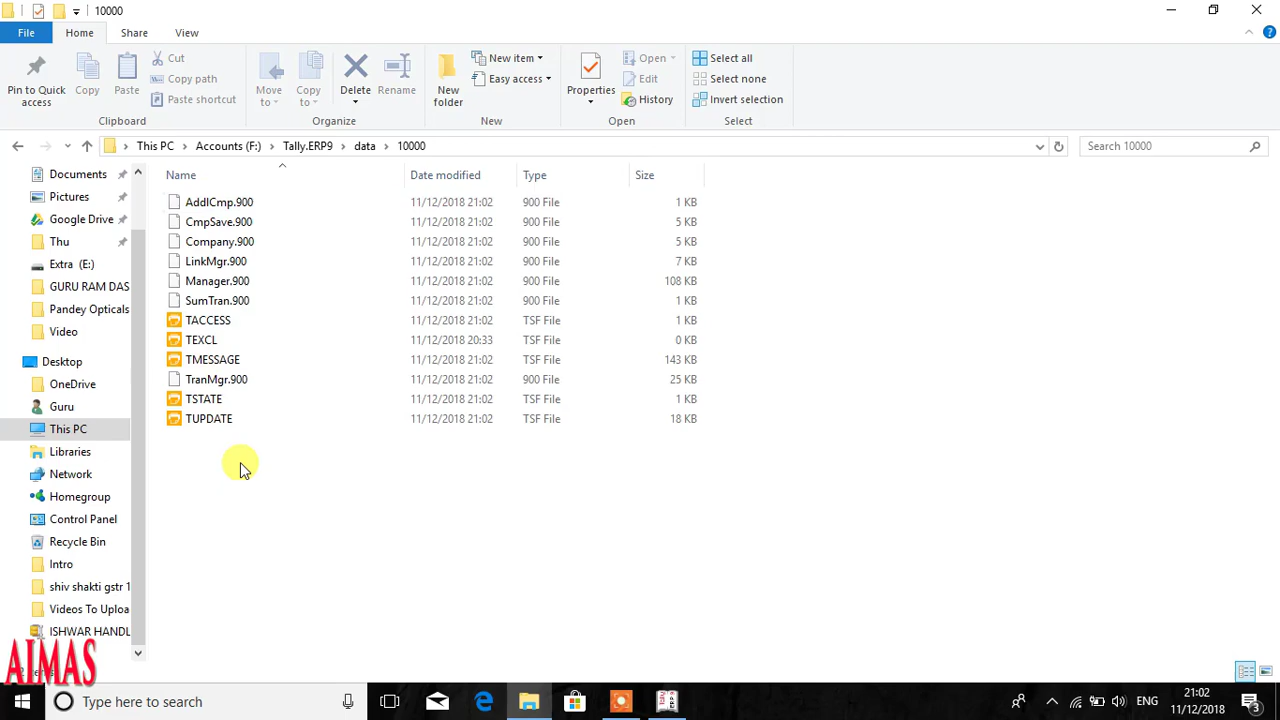 10000
File Home Share View
Pin to Quick access
Copy
Paste
Cut
Copy path
Paste shortcut
Clipboard
Move to
Copy to
Delete
Rename
Organize
New folder
New item
Easy access
New
Properties
Open
Edit
History
Open
Select all
Select none
Invert selection
Select
This PC Accounts (F:) Tally.ERP9 data 10000
Search 10000
Documents
Pictures
Google Drive
Thu
Extra (E:)
GURU RAM DAS
Pandey Opticals
Video
Desktop
OneDrive
Guru
This PC
Libraries
Network
Homegroup
Control Panel
Recycle Bin
Intro
shiv shakti gstr 1
Videos To Uploa
ISHWAR HANDL
Name Date modified Type Size
AddlCmp.900 11/12/2018 21:02 900 File 1 KB
CmpSave.900 11/12/2018 21:02 900 File 5 KB
Company.900 11/12/2018 21:02 900 File 5 KB
LinkMgr.900 11/12/2018 21:02 900 File 7 KB
Manager.900 11/12/2018 21:02 900 File 108 KB
SumTran.900 11/12/2018 21:02 900 File 1 KB
TACCESS 11/12/2018 21:02 TSF File 1 KB
TEXCL 11/12/2018 20:33 TSF File 0 KB
TMESSAGE 11/12/2018 21:02 TSF File 143 KB
TranMgr.900 11/12/2018 21:02 900 File 25 KB
TSTATE 11/12/2018 21:02 TSF File 1 KB
TUPDATE 11/12/2018 21:02 TSF File 18 KB
AIMAS
Type here to search
ENG
21:02
11/12/2018
3